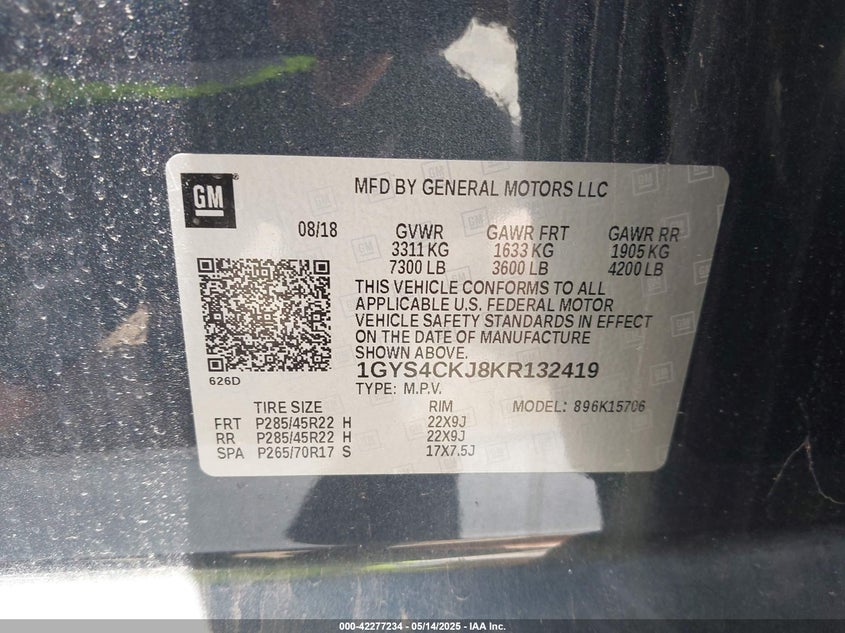 GM
MFD BY GENERAL MOTORS LLC
08/18 GVWR GAWR FRT GAWR RR
3311 KG 1633 KG 1905 KG
7300 LB 3600 LB 4200 LB
THIS VEHICLE CONFORMS TO ALL
APPLICABLE U.S. FEDERAL MOTOR
VEHICLE SAFETY STANDARDS IN EFFECT
ON THE DATE OF MANUFACTURE
SHOWN ABOVE.
626D
1GYS4CKJ8KR132419
TYPE: M.P.V.
TIRE SIZE RIM MODEL: 896K15706
FRT P285/45R22 H 22X9J
RR P285/45R22 H 22X9J
SPA P265/70R17 S 17X7.5J
000-42277234 — 05/14/2025 — IAA Inc.